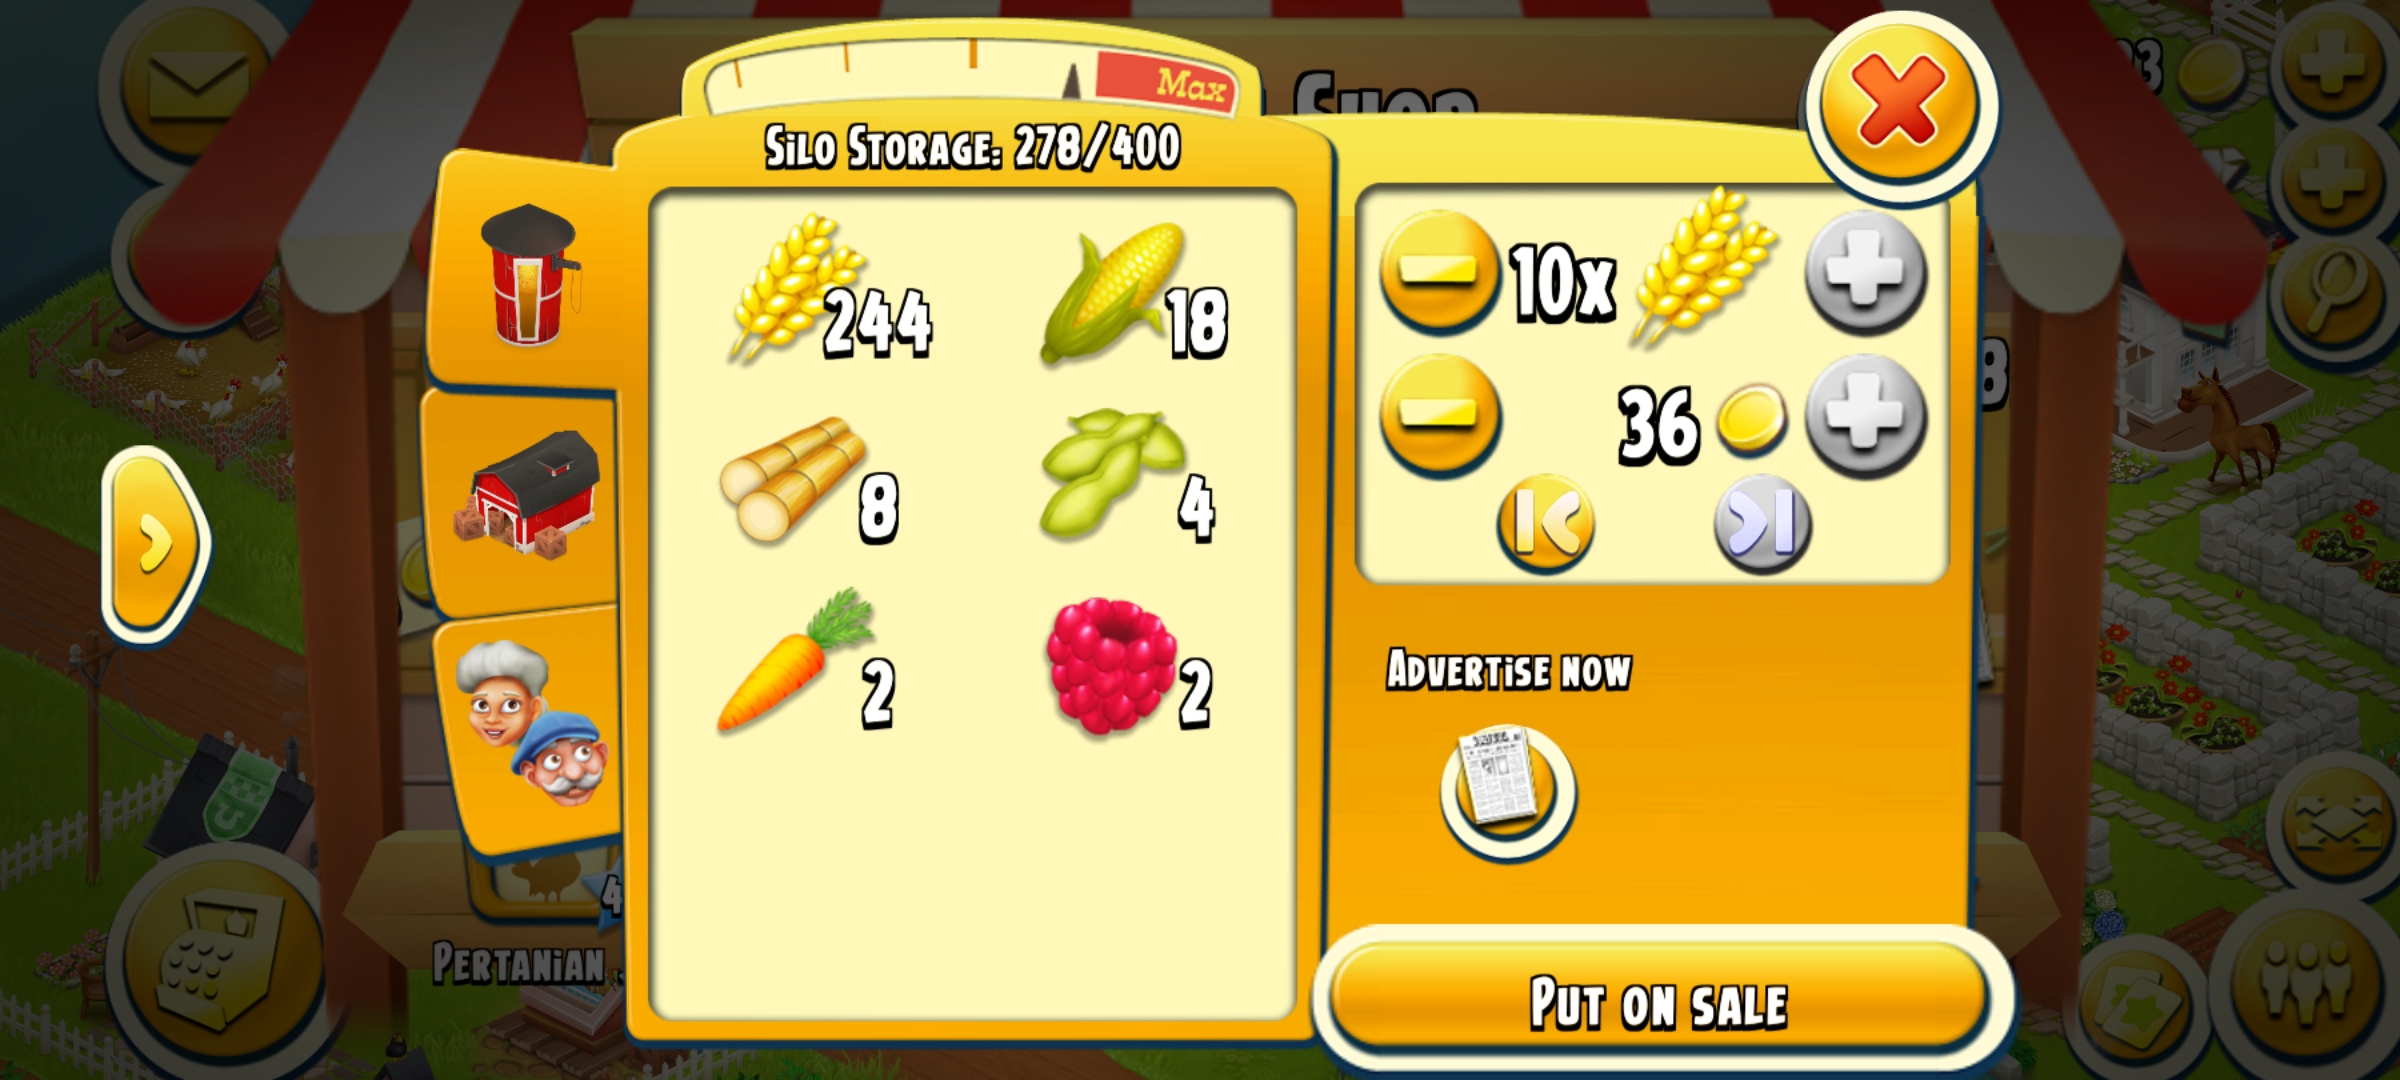 Max
Shop
SiLO STORAGE: 278/400
244
18
8
4
2
2
10x
36
ADVERTiSE NOW
PUT ON SALE
PERTANiAN